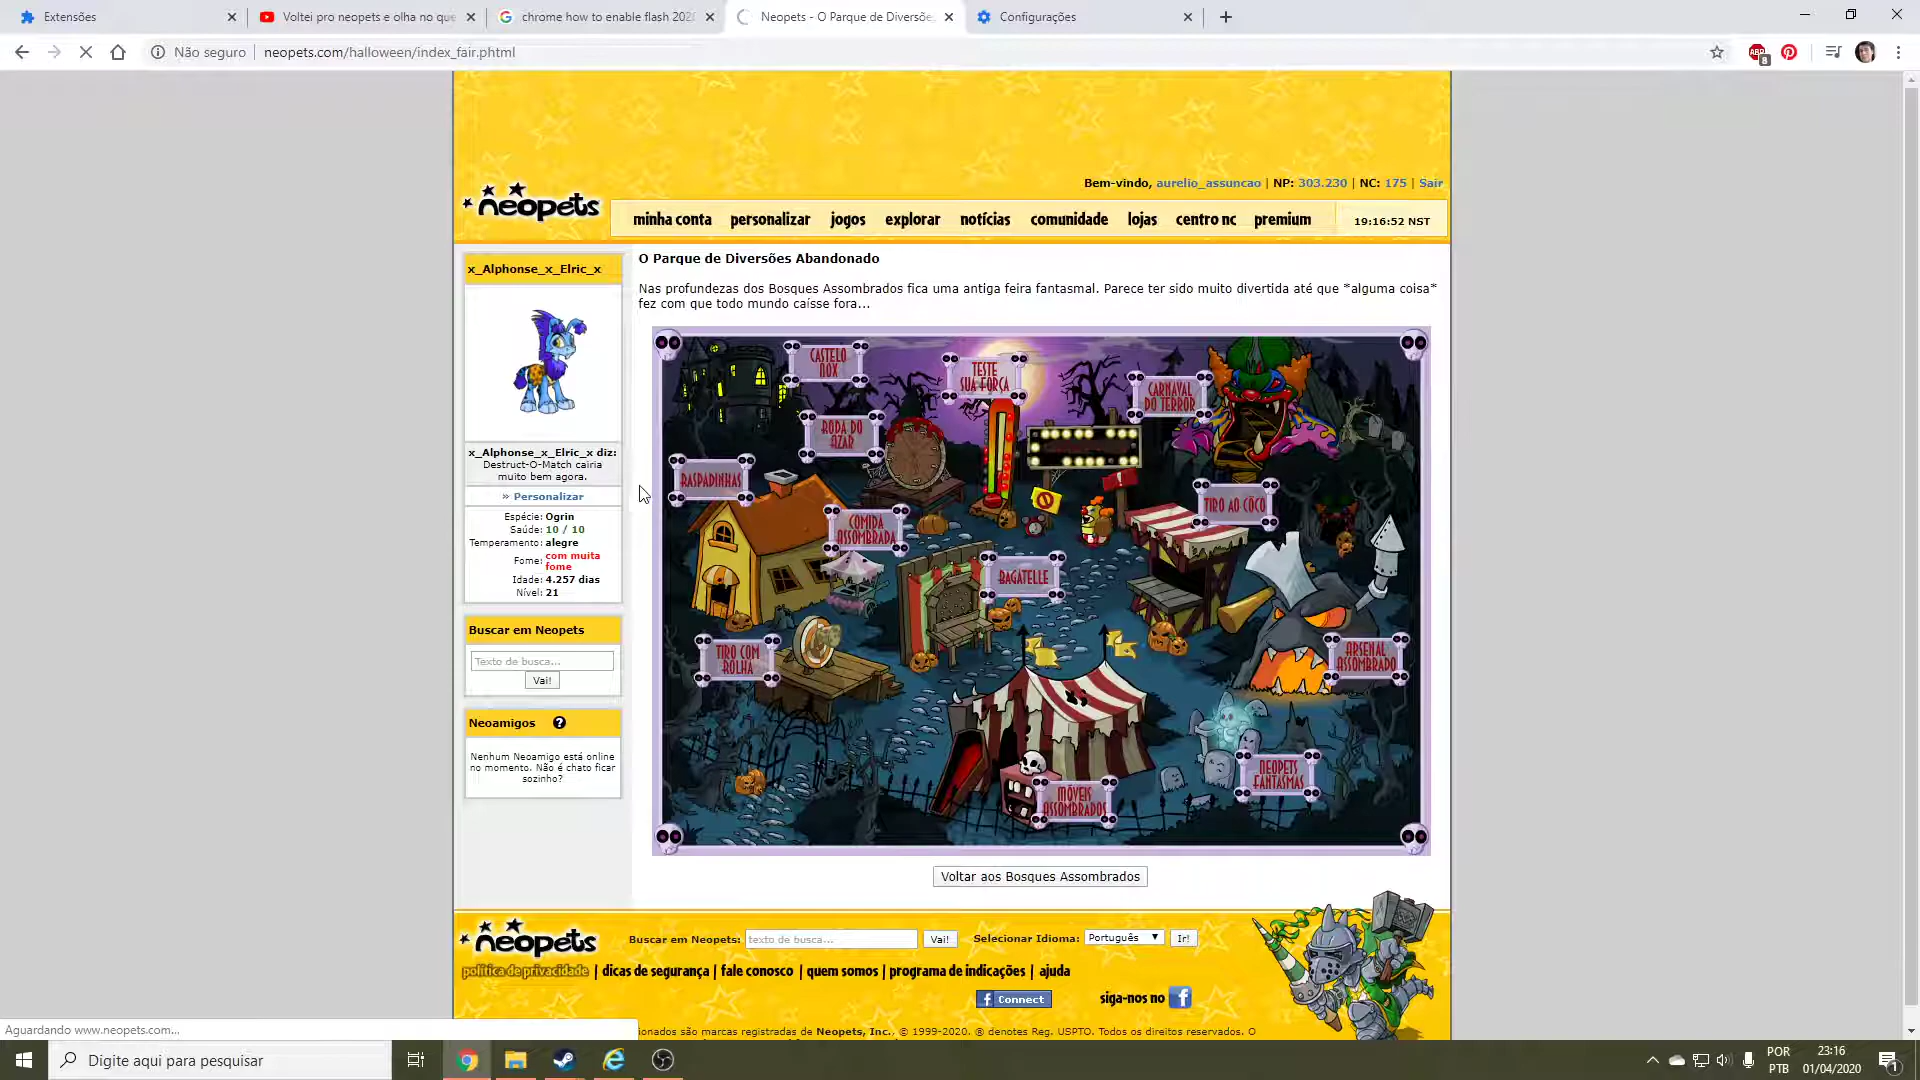 Extensões
Voltei pro neopets e olha no que
chrome how to enable flash 202
Neopets - O Parque de Diversõe
Configurações
Não seguro
neopets.com/halloween/index_fair.phtml
ABP
8
Bem-vindo, aurelio_assuncao | NP: 303.230 | NC: 175 | Sair
neopets
minha conta personalizar jogos explorar notícias comunidade lojas centro nc premium
19:16:52 NST
x_Alphonse_x_Elric_x
x_Alphonse_x_Elric_x diz:
Destruct-O-Match cairia
muito bem agora.
» Personalizar
Espécie: Ogrin
Saúde: 10 / 10
Temperamento: alegre
Fome: com muita
fome
Idade: 4.257 dias
Nível: 21
Buscar em Neopets
Texto de busca...
Vai!
Neoamigos
?
Nenhum Neoamigo está online
no momento. Não é chato ficar
sozinho?
O Parque de Diversões Abandonado
Nas profundezas dos Bosques Assombrados fica uma antiga feira fantasmal. Parece ter sido muito divertida até que *alguma coisa*
fez com que todo mundo caísse fora...
CASTELO
NOX
TESTE
SUA FORÇA
CARNAVAL
DO TERROR
RODA DO
AZAR
RASPADINHAS
TIRO AO CÔCO
COMIDA
ASSOMBRADA
BAGATELLE
TIRO COM
ROLHA
ARSENAL
ASSOMBRADO
NEOPETS
FANTASMAS
MÓVEIS
ASSOMBRADOS
Voltar aos Bosques Assombrados
neopets
Buscar em Neopets:
texto de busca...
Vai!
Selecionar Idioma:
Português
Ir!
política de privacidade | dicas de segurança | fale conosco | quem somos | programa de indicações | ajuda
f Connect
siga-nos no f
Aguardando www.neopets.com...
ionados são marcas registradas de Neopets, Inc., © 1999-2020. ® denotes Reg. USPTO. Todos os direitos reservados. O
Digite aqui para pesquisar
POR
PTB
23:16
01/04/2020
1